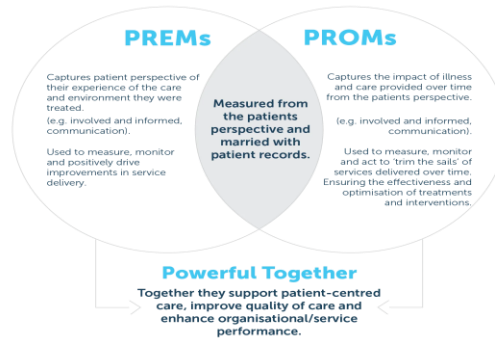 PREMs
Captures patient perspective of
their experience of the care
and environment they were
treated.
(e.g. involved and informed,
communication).
Used to measure, monitor
and positively drive
improvements in service
delivery.
Measured from
the patients
perspective and
married with
patient records.
PROMs
Captures the impact of illness
and care provided over time
from the patients perspective.
(e.g. involved and informed,
communication).
Used to measure, monitor
and act to ‘trim the sails’ of
services delivered over time.
Ensuring the effectiveness and
optimisation of treatments
and interventions.
Powerful Together
Together they support patient-centred
care, improve quality of care and
enhance organisational/service
performance.